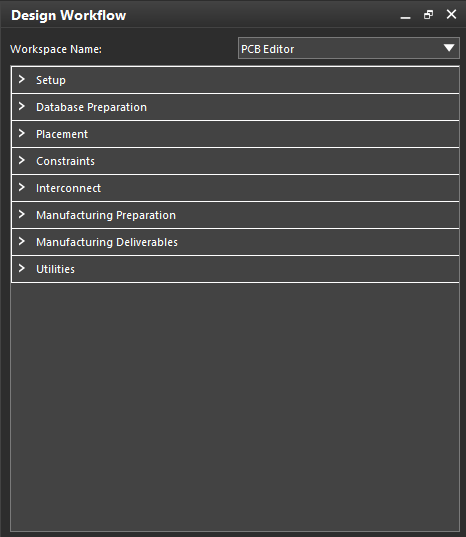 Design Workflow
Workspace Name: PCB Editor
Setup
Database Preparation
Placement
Constraints
Interconnect
Manufacturing Preparation
Manufacturing Deliverables
Utilities